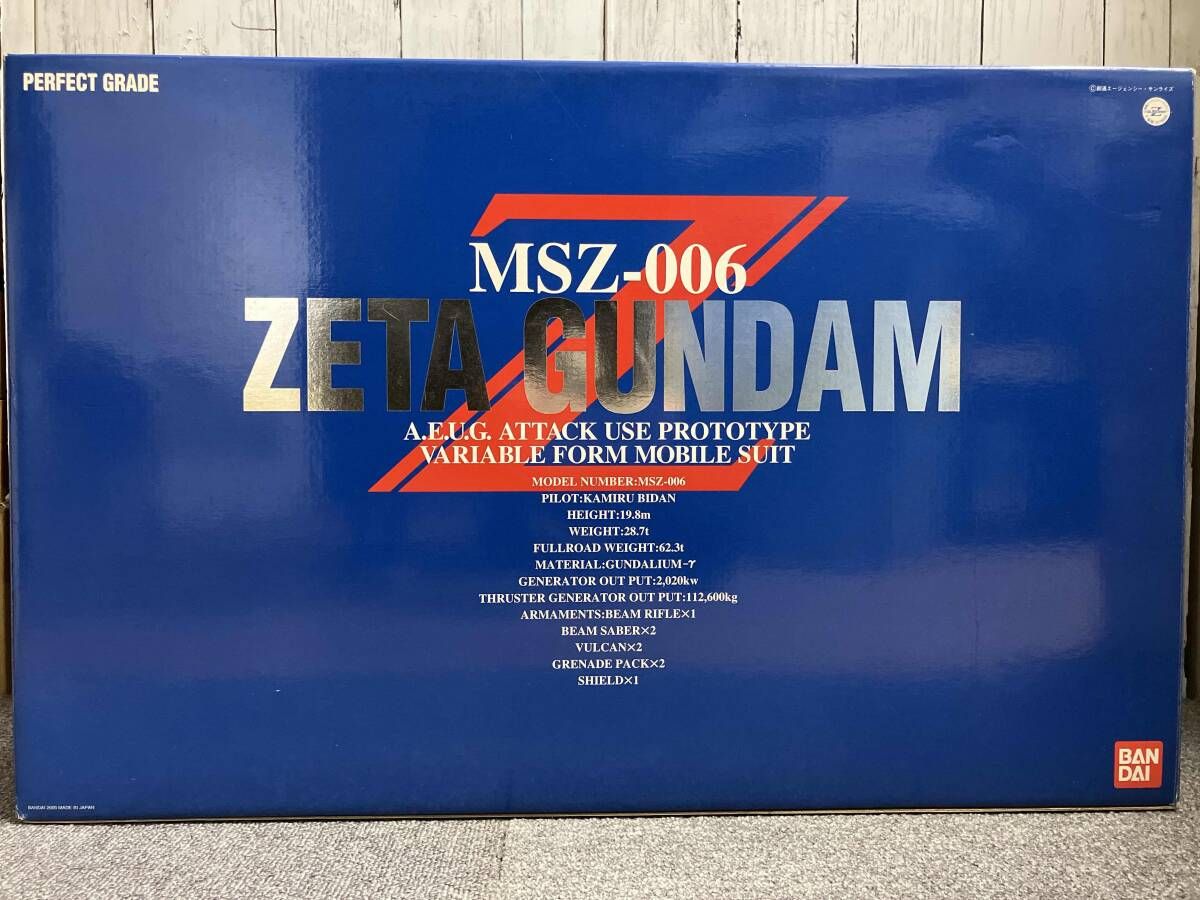 PERFECT GRADE
©創通エージェンシー・サンライズ
MSZ-006
ZETA GUNDAM
A.E.U.G. ATTACK USE PROTOTYPE
VARIABLE FORM MOBILE SUIT
MODEL NUMBER:MSZ-006
PILOT:KAMIRU BIDAN
HEIGHT:19.8m
WEIGHT:28.7t
FULLROAD WEIGHT:62.3t
MATERIAL:GUNDALIUM-γ
GENERATOR OUT PUT:2,020kw
THRUSTER GENERATOR OUT PUT:112,600kg
ARMAMENTS:BEAM RIFLE×1
BEAM SABER×2
VULCAN×2
GRENADE PACK×2
SHIELD×1
BAN
DAI
BANDAI 2005 MADE IN JAPAN